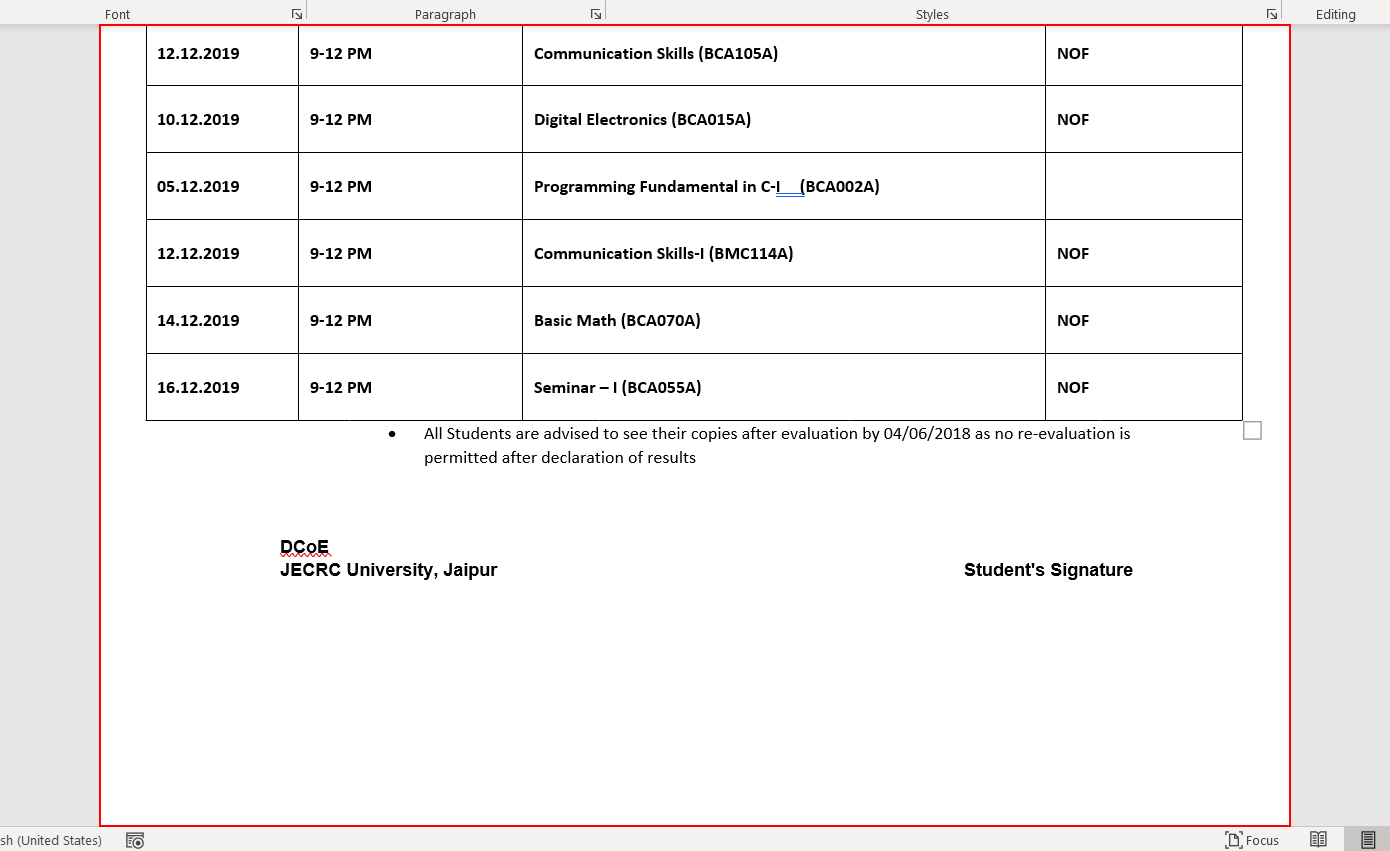 Font Paragraph Styles Editing
12.12.2019 9-12 PM Communication Skills (BCA105A) NOF
10.12.2019 9-12 PM Digital Electronics (BCA015A) NOF
05.12.2019 9-12 PM Programming Fundamental in C-I (BCA002A)
12.12.2019 9-12 PM Communication Skills-I (BMC114A) NOF
14.12.2019 9-12 PM Basic Math (BCA070A) NOF
16.12.2019 9-12 PM Seminar – I (BCA055A) NOF
• All Students are advised to see their copies after evaluation by 04/06/2018 as no re-evaluation is
permitted after declaration of results
DCoE
JECRC University, Jaipur Student's Signature
sh (United States) Focus